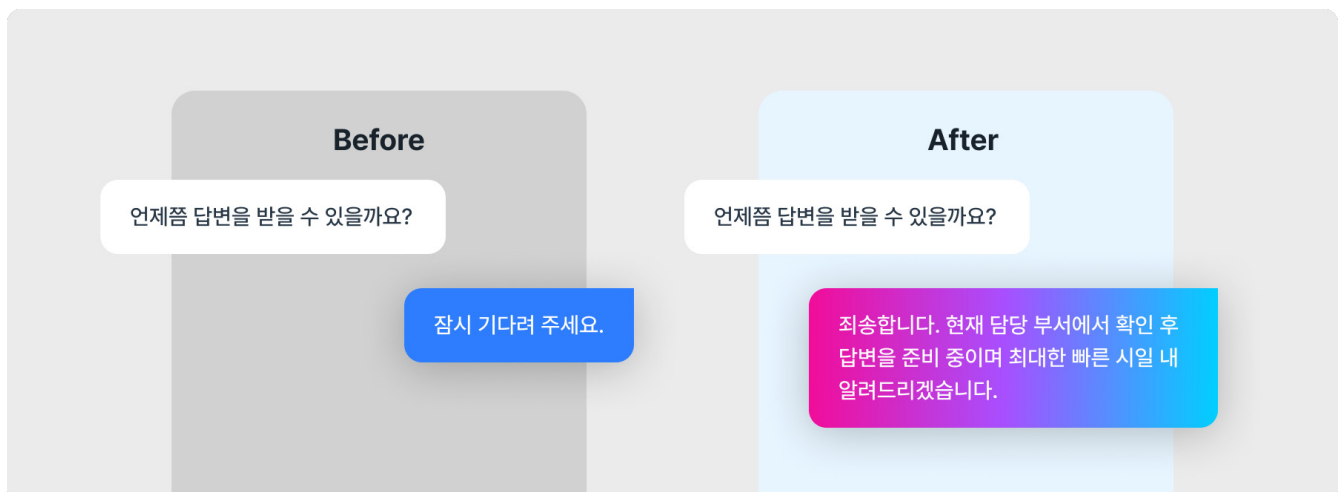 Before
언제쯤 답변을 받을 수 있을까요?
잠시 기다려 주세요.
After
언제쯤 답변을 받을 수 있을까요?
죄송합니다. 현재 담당 부서에서 확인 후
답변을 준비 중이며 최대한 빠른 시일 내
알려드리겠습니다.